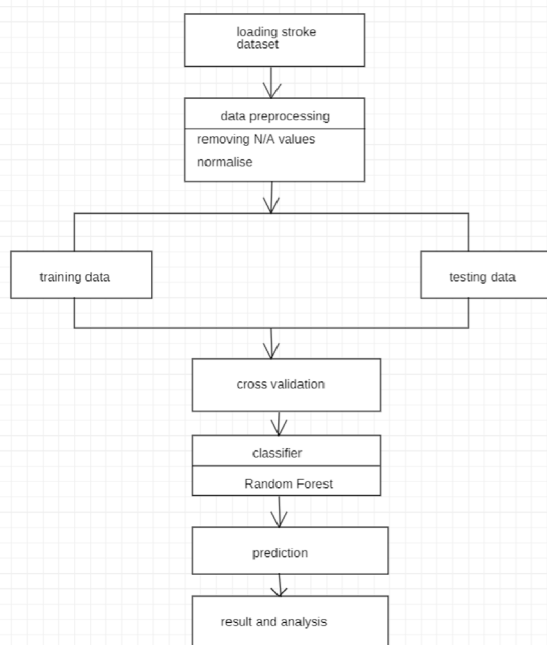 loading stroke
dataset
data preprocessing
removing N/A values
normalise
training data
testing data
cross validation
classifier
Random Forest
prediction
result and analysis